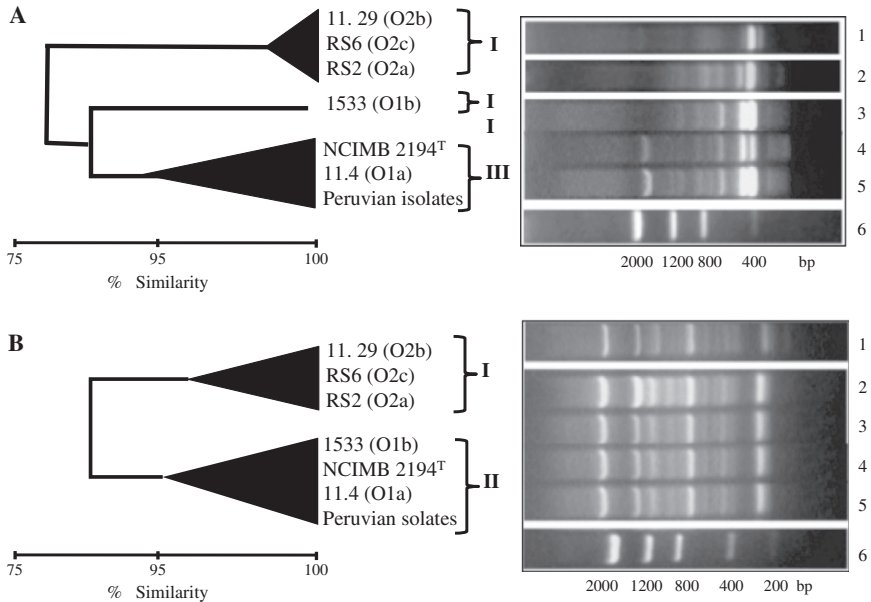 A
11. 29 (O2b)
RS6 (O2c)
RS2 (O2a)
I
1533 (O1b)
I
I
NCIMB 2194ᵀ
11.4 (O1a)
Peruvian isolates
III
75 95 100
% Similarity
1
2
3
4
5
6
2000 1200 800 400 bp
B
11. 29 (O2b)
RS6 (O2c)
RS2 (O2a)
I
1533 (O1b)
NCIMB 2194ᵀ
11.4 (O1a)
Peruvian solates
II
75 95 100
% Similarity
1
2
3
4
5
6
2000 1200 800 400 200 bp